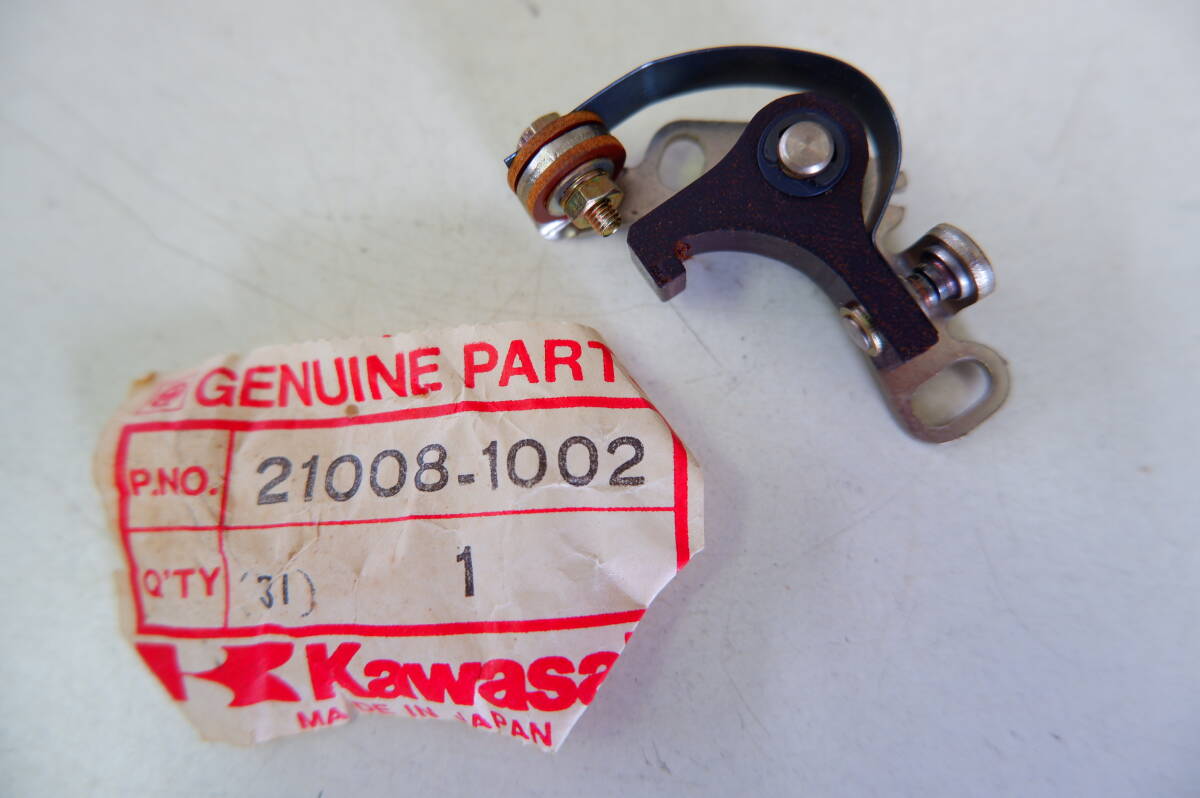 GENUINE PART
P.NO. 21008-1002
Q'TY 31) 1
Kawasa
MADE IN JAPAN